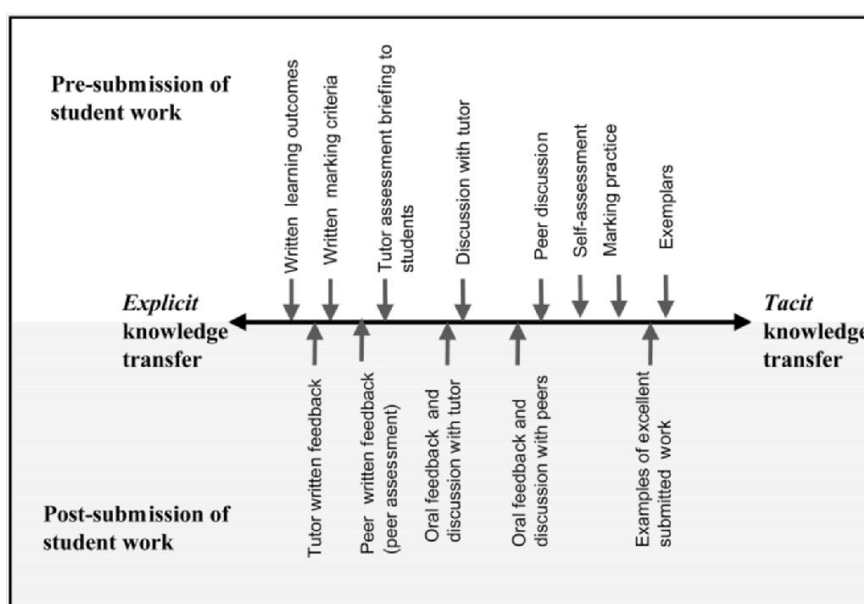 Pre-submission of
student work
Written learning outcomes
Written marking criteria
Tutor assessment briefing to
students
Discussion with tutor
Peer discussion
Self-assessment
Marking practice
Exemplars
Explicit
knowledge
transfer
Tacit
knowledge
transfer
Tutor written feedback
Peer written feedback
(peer assessment)
Oral feedback and
discussion with tutor
Oral feedback and
discussion with peers
Examples of excellent
submitted work
Post-submission of
student work